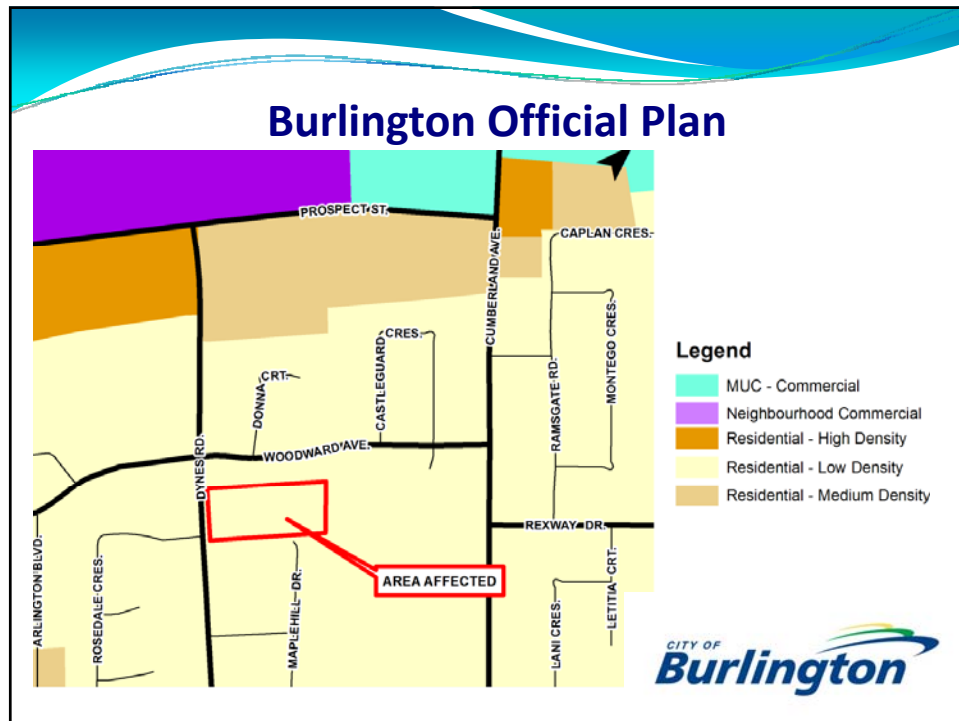 Burlington Official Plan
PROSPECT ST.
CUMBERLAND AVE.
CAPLAN CRES.
CASTLEGUARD CRES.
DONNA CRT.
RAMSGATE RD.
MONTEGO CRES.
DYNES RD.
WOODWARD AVE.
REXWAY DR.
AREA AFFECTED
ARLINGTON BLVD.
ROSEDALE CRES.
MAPLEHILL DR.
LANI CRES.
LETITIA CRT.
Legend
MUC - Commercial
Neighbourhood Commercial
Residential - High Density
Residential - Low Density
Residential - Medium Density
CITY OF
Burlington